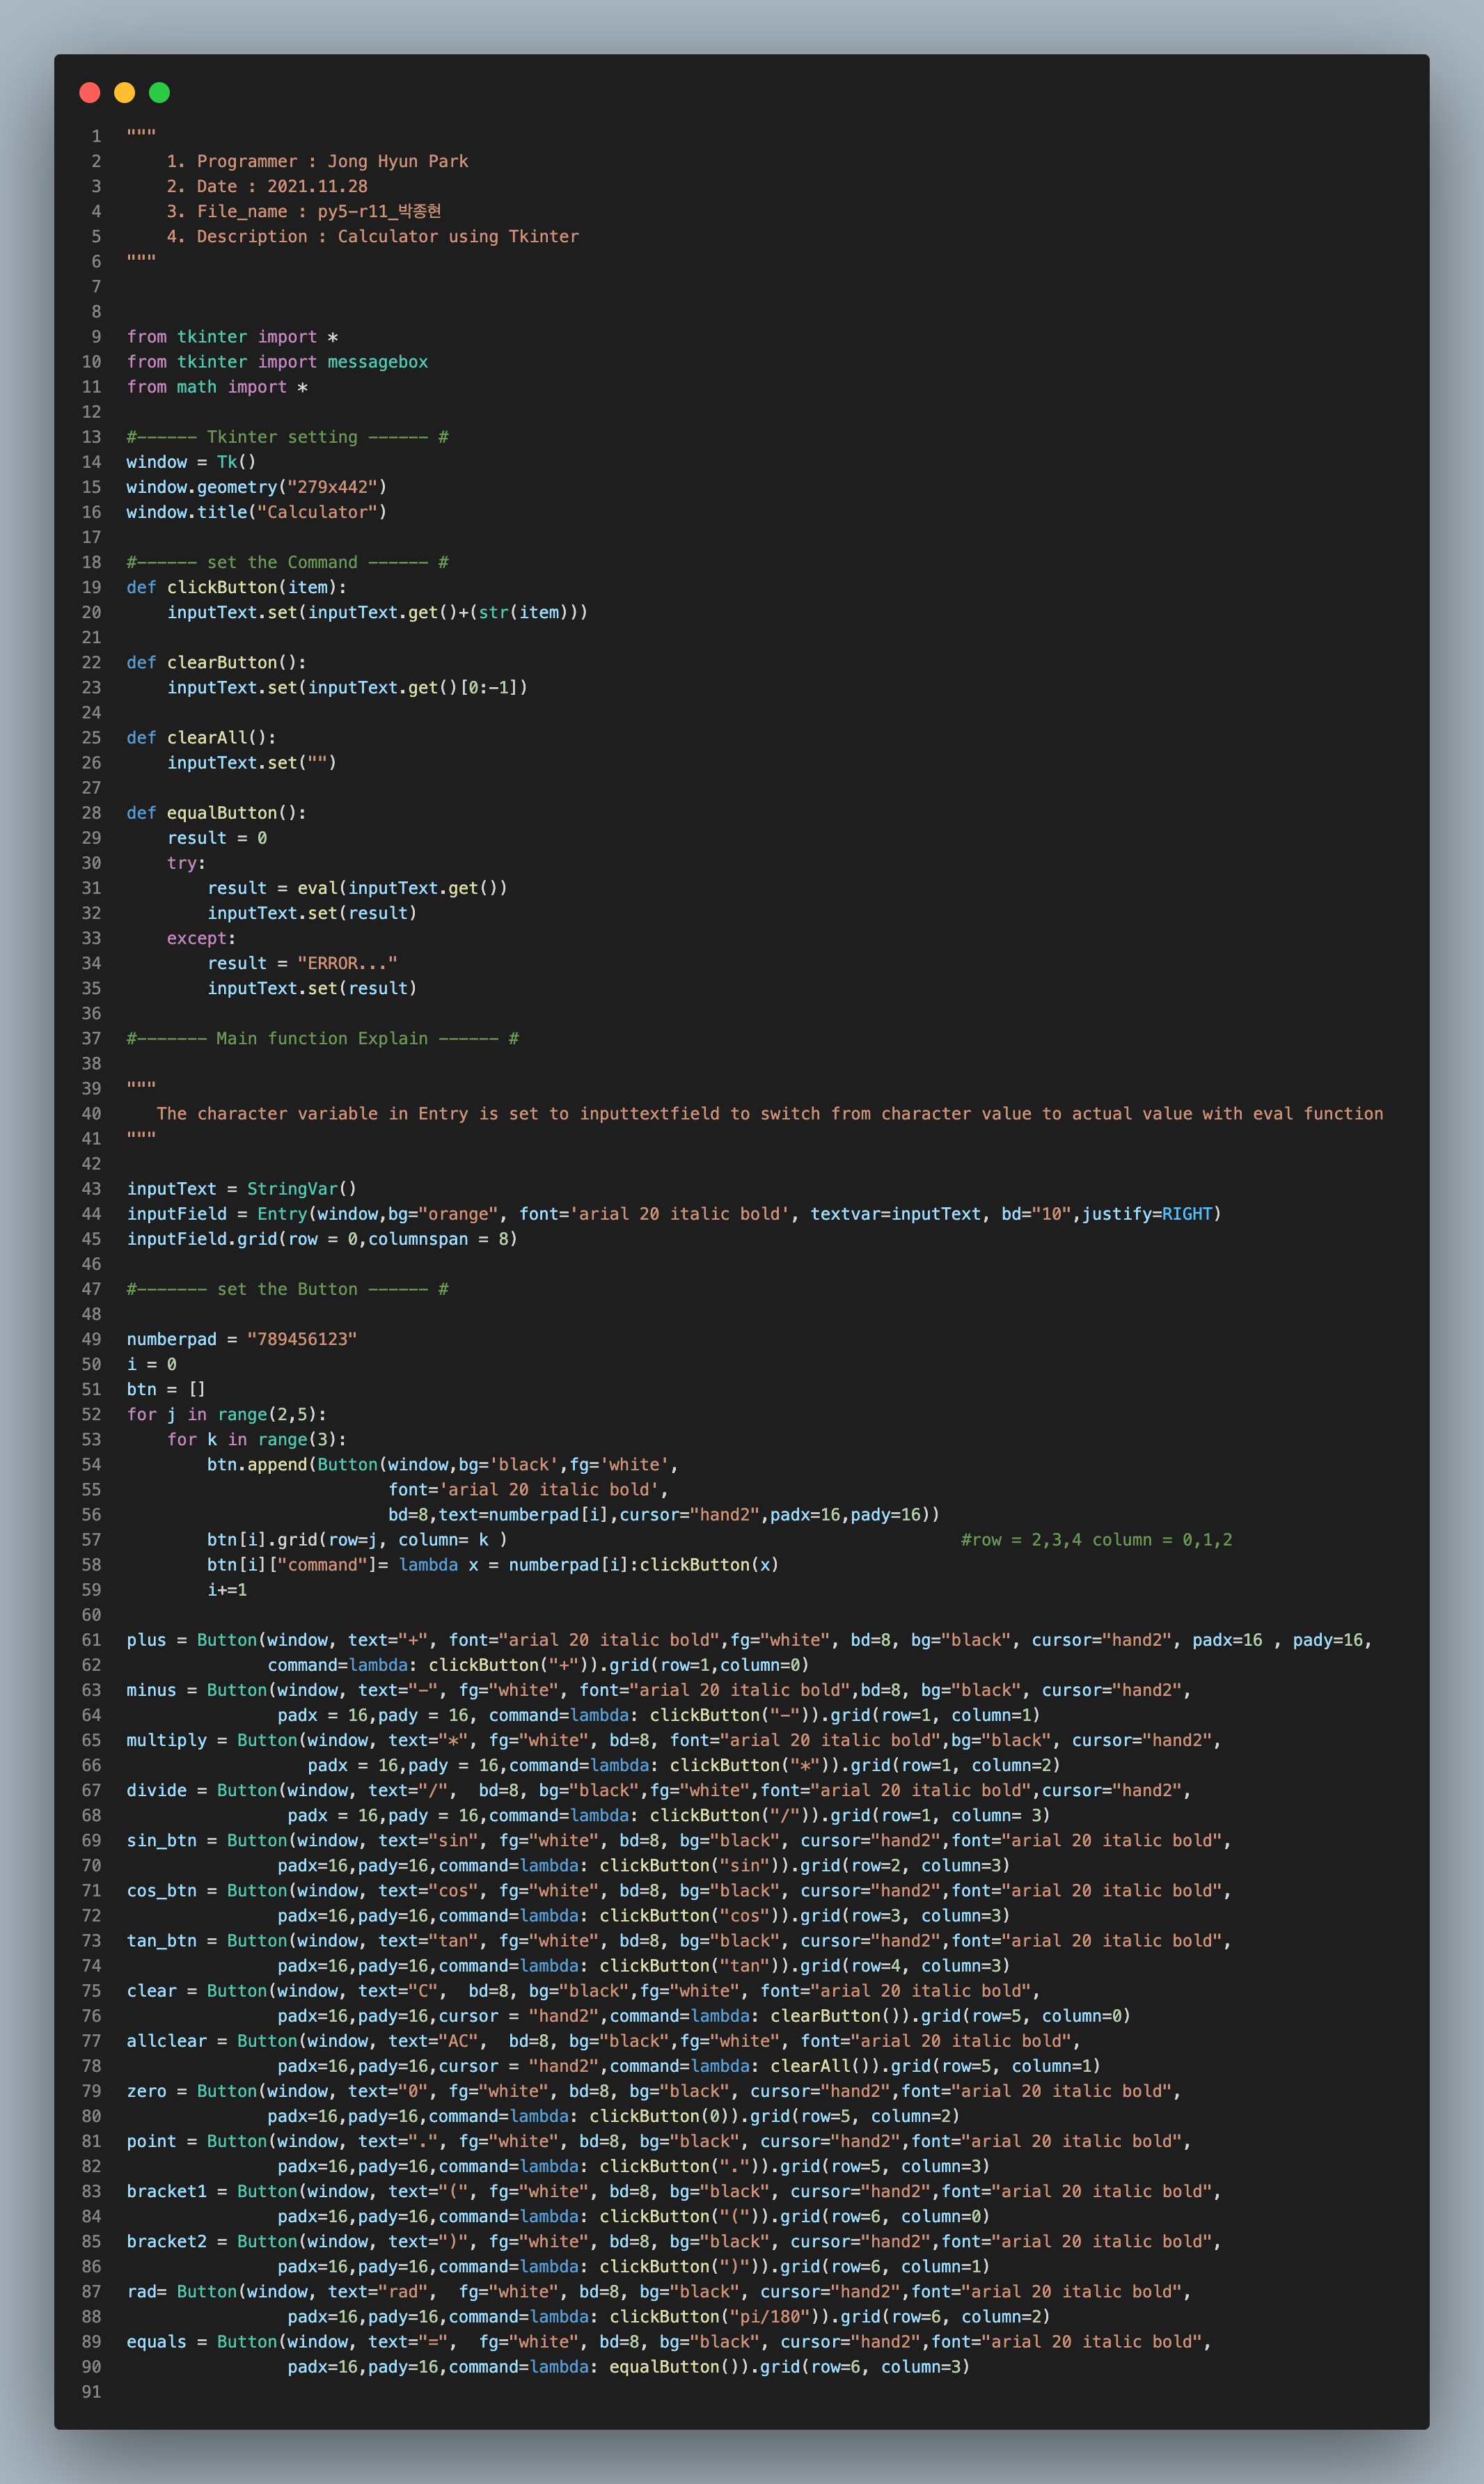 1 """
2     1. Programmer : Jong Hyun Park
3     2. Date : 2021.11.28
4     3. File_name : py5-r11_박종현
5     4. Description : Calculator using Tkinter
6 """
7
8
9 from tkinter import *
10 from tkinter import messagebox
11 from math import *
12
13 #------ Tkinter setting ------ #
14 window = Tk()
15 window.geometry("279x442")
16 window.title("Calculator")
17
18 #------ set the Command ------ #
19 def clickButton(item):
20     inputText.set(inputText.get()+(str(item)))
21
22 def clearButton():
23     inputText.set(inputText.get()[0:-1])
24
25 def clearAll():
26     inputText.set("")
27
28 def equalButton():
29     result = 0
30     try:
31         result = eval(inputText.get())
32         inputText.set(result)
33     except:
34         result = "ERROR..."
35         inputText.set(result)
36
37 #------- Main function Explain ------ #
38
39 """
40    The character variable in Entry is set to inputtextfield to switch from character value to actual value with eval function
41 """
42
43 inputText = StringVar()
44 inputField = Entry(window,bg="orange", font='arial 20 italic bold', textvar=inputText, bd="10",justify=RIGHT)
45 inputField.grid(row = 0,columnspan = 8)
46
47 #------- set the Button ------ #
48
49 numberpad = "789456123"
50 i = 0
51 btn = []
52 for j in range(2,5):
53     for k in range(3):
54         btn.append(Button(window,bg='black',fg='white',
55                           font='arial 20 italic bold',
56                           bd=8,text=numberpad[i],cursor="hand2",padx=16,pady=16))
57         btn[i].grid(row=j, column= k )                                             #row = 2,3,4 column = 0,1,2
58         btn[i]["command"]= lambda x = numberpad[i]:clickButton(x)
59         i+=1
60
61 plus = Button(window, text="+", font="arial 20 italic bold",fg="white", bd=8, bg="black", cursor="hand2", padx=16 , pady=16,
62               command=lambda: clickButton("+")).grid(row=1,column=0)
63 minus = Button(window, text="-", fg="white", font="arial 20 italic bold",bd=8, bg="black", cursor="hand2",
64                padx = 16,pady = 16, command=lambda: clickButton("-")).grid(row=1, column=1)
65 multiply = Button(window, text="*", fg="white", bd=8, font="arial 20 italic bold",bg="black", cursor="hand2",
66                   padx = 16,pady = 16,command=lambda: clickButton("*")).grid(row=1, column=2)
67 divide = Button(window, text="/",  bd=8, bg="black",fg="white",font="arial 20 italic bold",cursor="hand2",
68                 padx = 16,pady = 16,command=lambda: clickButton("/")).grid(row=1, column= 3)
69 sin_btn = Button(window, text="sin", fg="white", bd=8, bg="black", cursor="hand2",font="arial 20 italic bold",
70                padx=16,pady=16,command=lambda: clickButton("sin")).grid(row=2, column=3)
71 cos_btn = Button(window, text="cos", fg="white", bd=8, bg="black", cursor="hand2",font="arial 20 italic bold",
72                padx=16,pady=16,command=lambda: clickButton("cos")).grid(row=3, column=3)
73 tan_btn = Button(window, text="tan", fg="white", bd=8, bg="black", cursor="hand2",font="arial 20 italic bold",
74                padx=16,pady=16,command=lambda: clickButton("tan")).grid(row=4, column=3)
75 clear = Button(window, text="C",  bd=8, bg="black",fg="white", font="arial 20 italic bold",
76                padx=16,pady=16,cursor = "hand2",command=lambda: clearButton()).grid(row=5, column=0)
77 allclear = Button(window, text="AC",  bd=8, bg="black",fg="white", font="arial 20 italic bold",
78                padx=16,pady=16,cursor = "hand2",command=lambda: clearAll()).grid(row=5, column=1)
79 zero = Button(window, text="0", fg="white", bd=8, bg="black", cursor="hand2",font="arial 20 italic bold",
80               padx=16,pady=16,command=lambda: clickButton(0)).grid(row=5, column=2)
81 point = Button(window, text=".", fg="white", bd=8, bg="black", cursor="hand2",font="arial 20 italic bold",
82                padx=16,pady=16,command=lambda: clickButton(".")).grid(row=5, column=3)
83 bracket1 = Button(window, text="(", fg="white", bd=8, bg="black", cursor="hand2",font="arial 20 italic bold",
84                padx=16,pady=16,command=lambda: clickButton("(")).grid(row=6, column=0)
85 bracket2 = Button(window, text=")", fg="white", bd=8, bg="black", cursor="hand2",font="arial 20 italic bold",
86                padx=16,pady=16,command=lambda: clickButton(")")).grid(row=6, column=1)
87 rad= Button(window, text="rad",  fg="white", bd=8, bg="black", cursor="hand2",font="arial 20 italic bold",
88                 padx=16,pady=16,command=lambda: clickButton("pi/180")).grid(row=6, column=2)
89 equals = Button(window, text="=",  fg="white", bd=8, bg="black", cursor="hand2",font="arial 20 italic bold",
90                 padx=16,pady=16,command=lambda: equalButton()).grid(row=6, column=3)
91